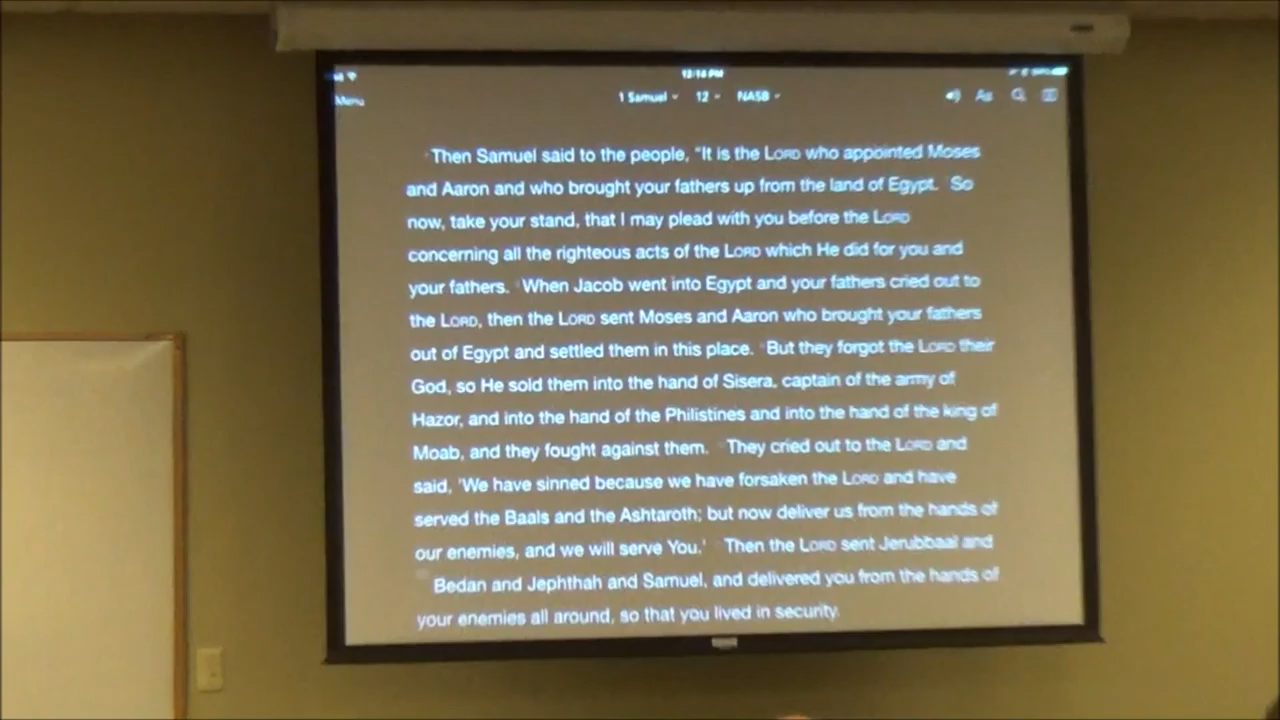 12:14 PM
Menu 1 Samuel 12 NASB Aa
Then Samuel said to the people, "It is the LORD who appointed Moses
and Aaron and who brought your fathers up from the land of Egypt. So
now, take your stand, that I may plead with you before the LORD
concerning all the righteous acts of the LORD which He did for you and
your fathers. When Jacob went into Egypt and your fathers cried out to
the LORD, then the LORD sent Moses and Aaron who brought your fathers
out of Egypt and settled them in this place. But they forgot the LORD their
God, so He sold them into the hand of Sisera, captain of the army of
Hazor, and into the hand of the Philistines and into the hand of the king of
Moab, and they fought against them. They cried out to the LORD and
said, 'We have sinned because we have forsaken the LORD and have
served the Baals and the Ashtaroth; but now deliver us from the hands of
our enemies, and we will serve You.' Then the LORD sent Jerubbaal and
Bedan and Jephthah and Samuel, and delivered you from the hands of
your enemies all around, so that you lived in security.